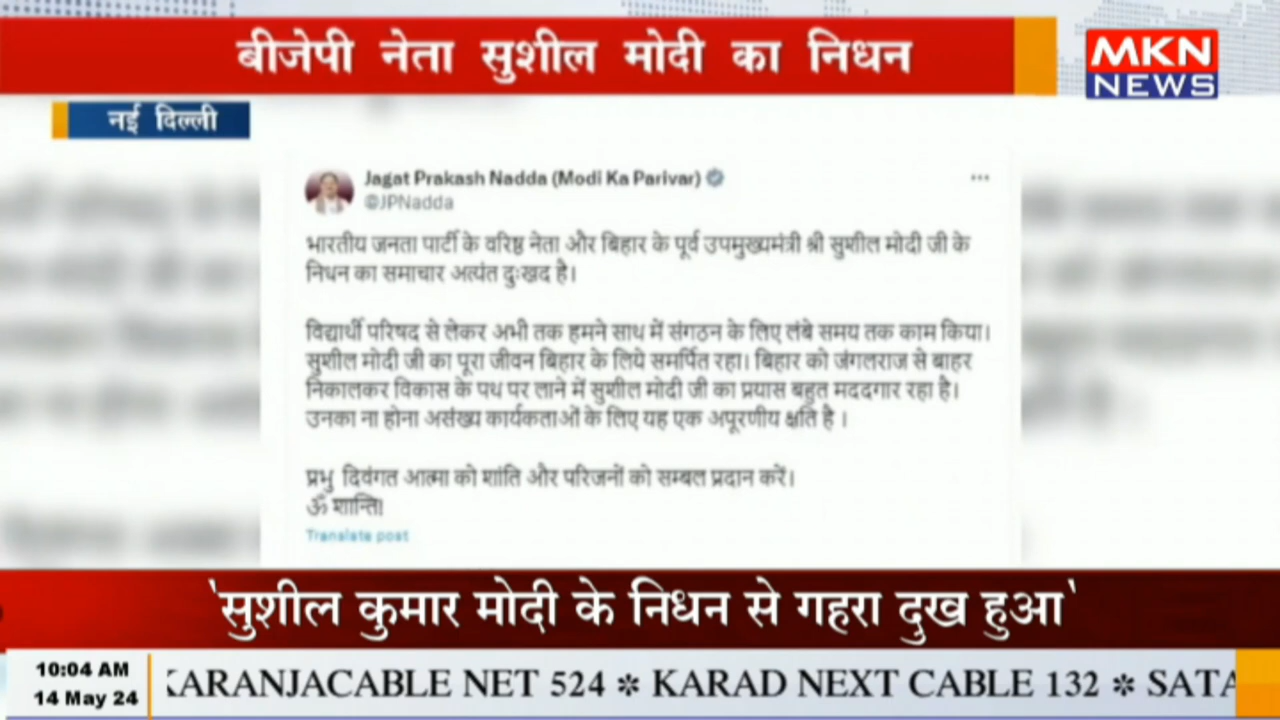 बीजेपी नेता सुशील मोदी का निधन
MKN
NEWS
नई दिल्ली
Jagat Prakash Nadda (Modi Ka Parivar)
@JPNadda
भारतीय जनता पार्टी के वरिष्ठ नेता और बिहार के पूर्व उपमुख्यमंत्री श्री सुशील मोदी जी के
निधन का समाचार अत्यंत दुःखद है।
विद्यार्थी परिषद से लेकर अभी तक हमने साथ में संगठन के लिए लंबे समय तक काम किया।
सुशील मोदी जी का पूरा जीवन बिहार के लिये समर्पित रहा। बिहार को जंगलराज से बाहर
निकालकर विकास के पथ पर लाने में सुशील मोदी जी का प्रयास बहुत मददगार रहा है।
उनका ना होना असंख्य कार्यकताओं के लिए यह एक अपूरणीय क्षति है ।
प्रभु दिवंगत आत्मा को शांति और परिजनों को सम्बल प्रदान करें।
ॐ शान्ति!
Translate post
'सुशील कुमार मोदी के निधन से गहरा दुख हुआ'
10:04 AM
14 May 24
KARANJACABLE NET 524 * KARAD NEXT CABLE 132 * SATA